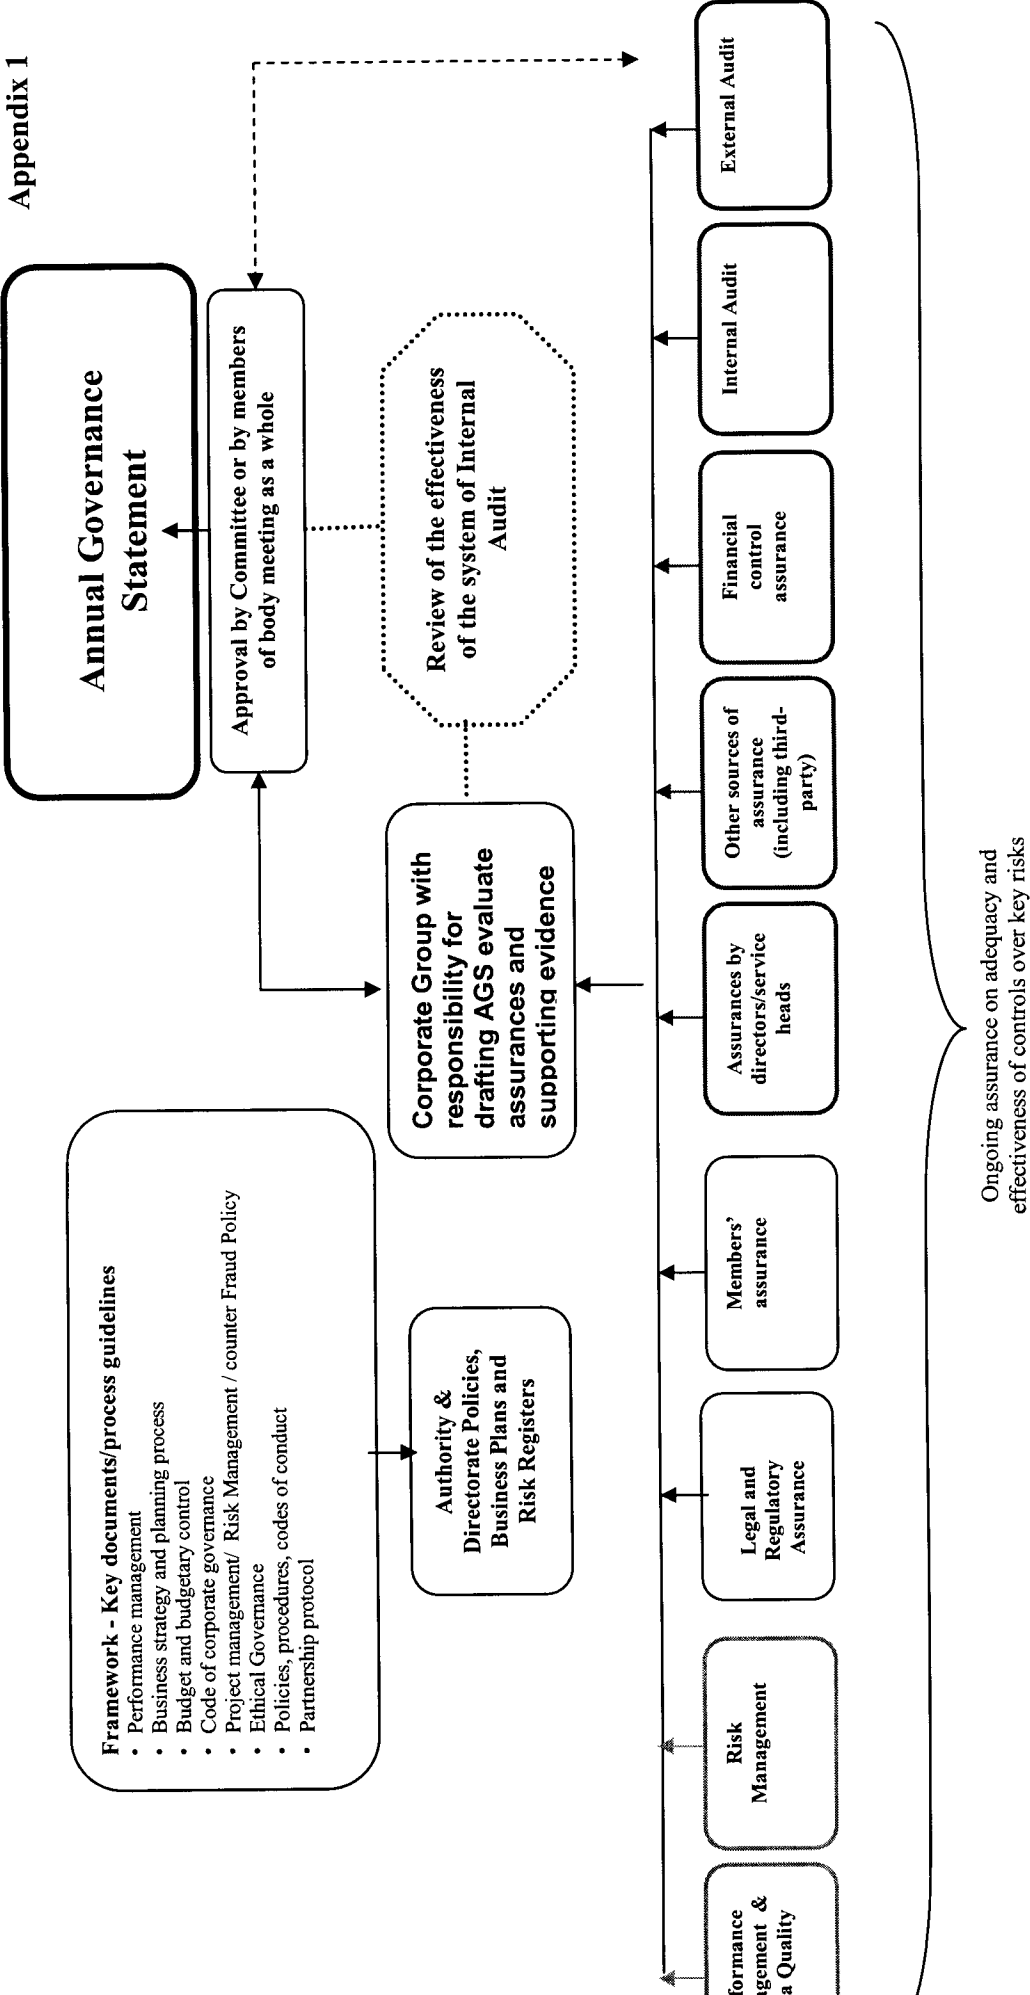 Appendix 1
Annual Governance
Statement
Approval by Committee or by members
of body meeting as a whole
Framework - Key documents/process guidelines
• Performance management
• Business strategy and planning process
• Budget and budgetary control
• Code of corporate governance
• Project management/ Risk Management / counter Fraud Policy
• Ethical Governance
• Policies, procedures, codes of conduct
• Partnership protocol
Review of the effectiveness
of the system of Internal
Audit
Corporate Group with
responsibility for
drafting AGS evaluate
assurances and
supporting evidence
Authority &
Directorate Policies,
Business Plans and
Risk Registers
formance
agement &
a Quality
Risk
Management
Legal and
Regulatory
Assurance
Members'
assurance
Assurances by
directors/service
heads
Other sources of
assurance
(including third-
party)
Financial
control
assurance
Internal Audit
External Audit
Ongoing assurance on adequacy and
effectiveness of controls over key risks